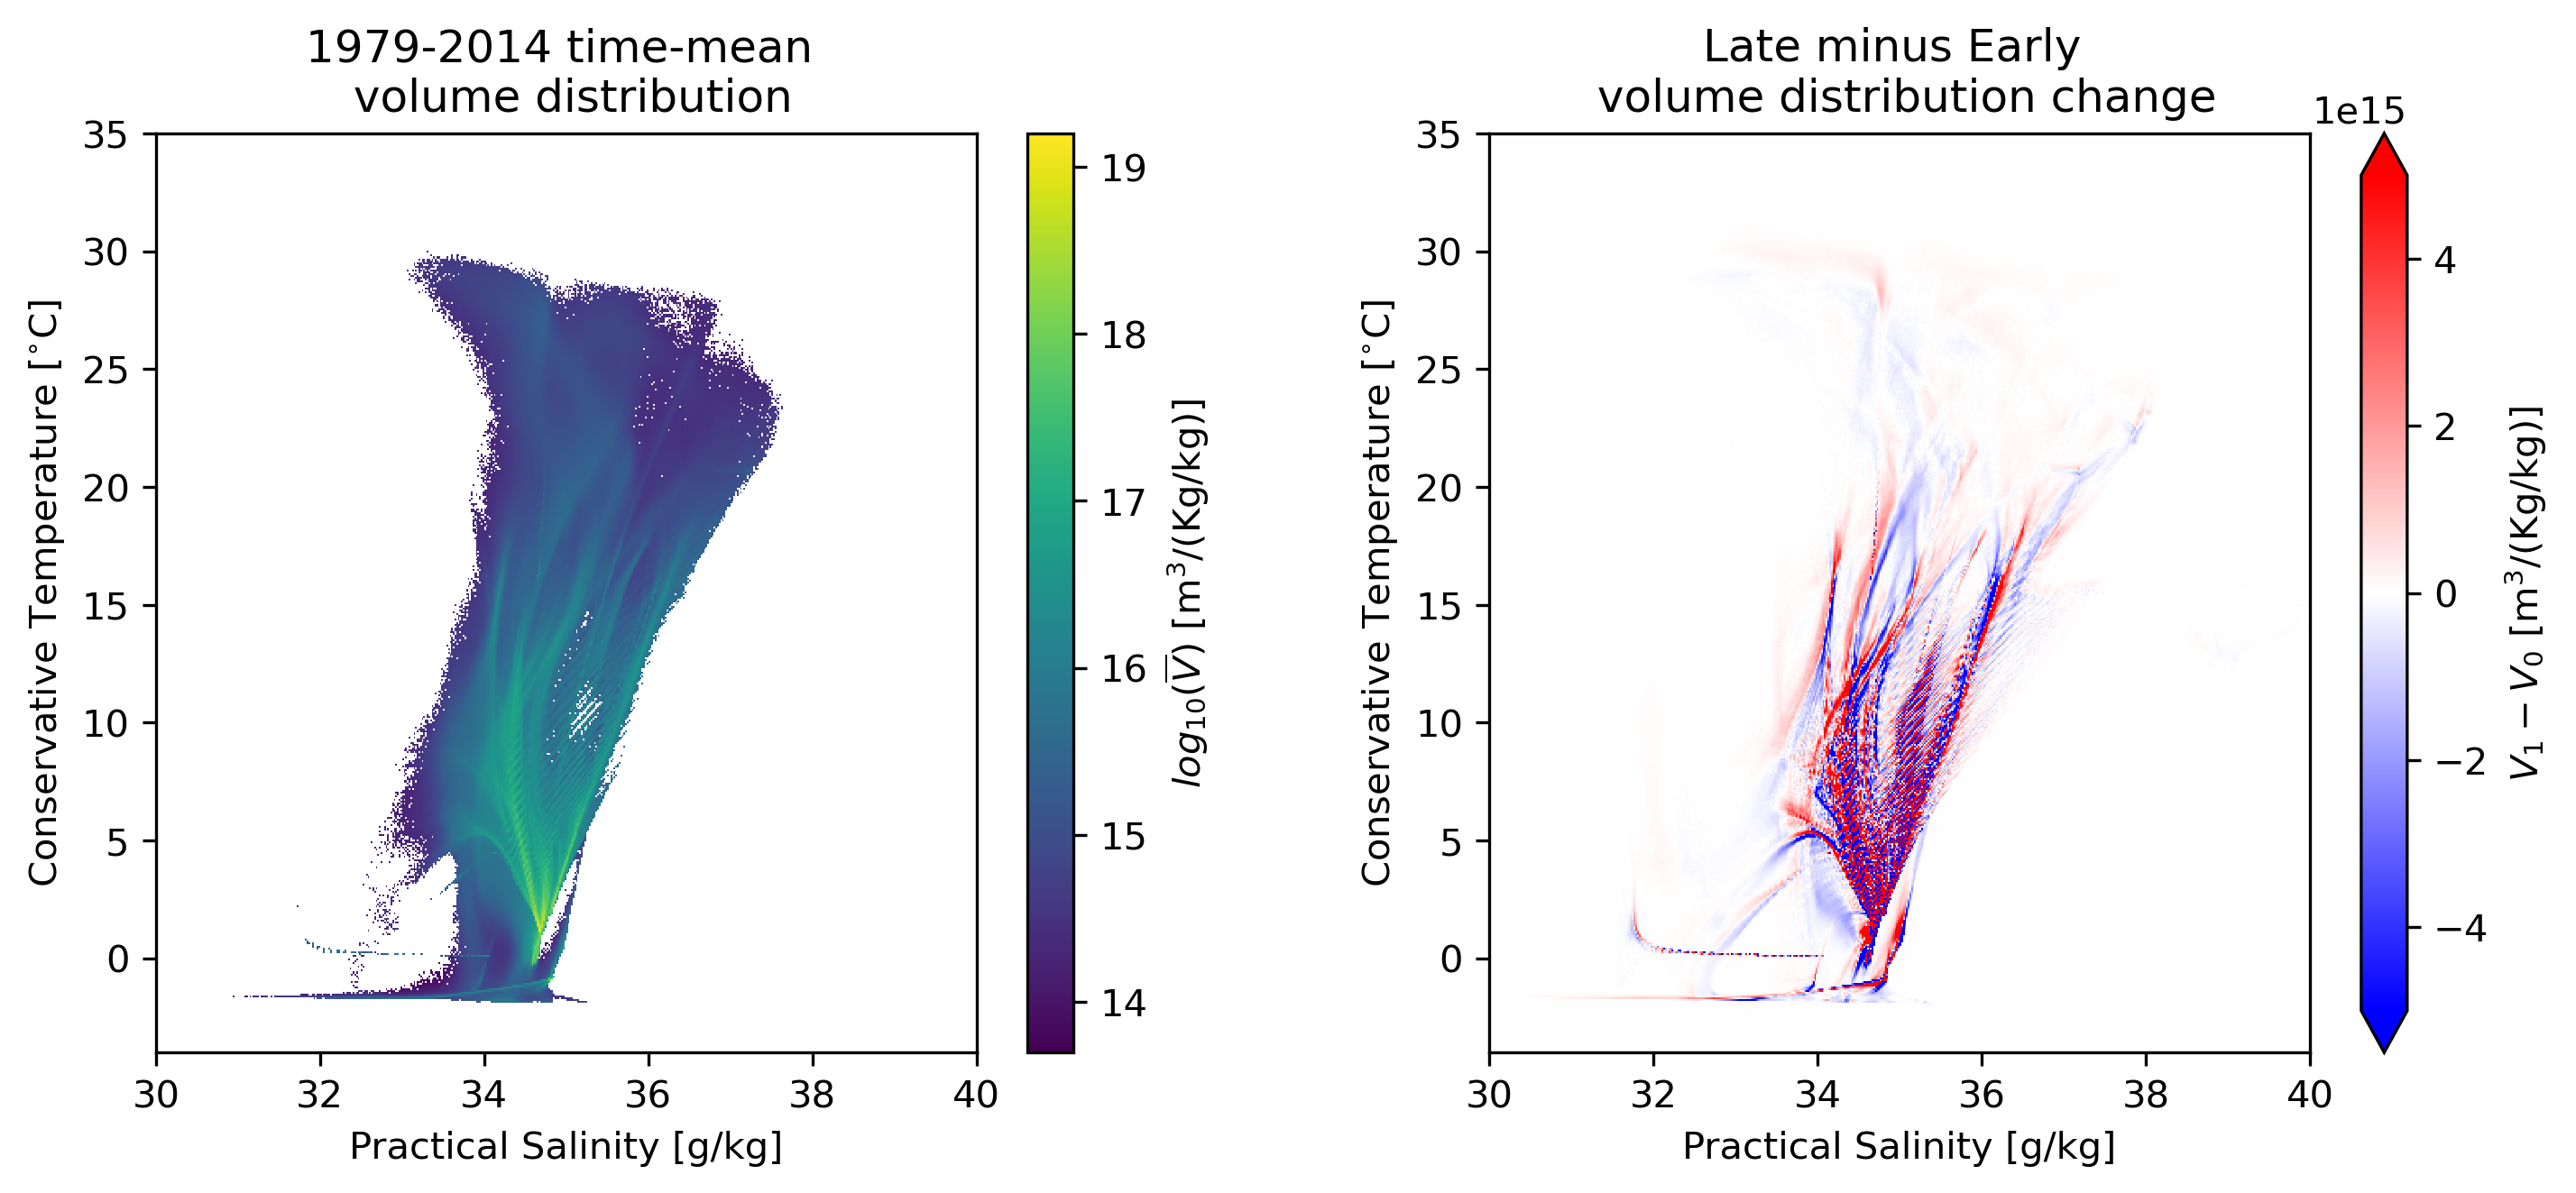 1979-2014 time-mean
volume distribution
35
30
25
20
15
10
5
0
Conservative Temperature [°C]
30 32 34 36 38 40
Practical Salinity [g/kg]
19
18
17
16
15
14
log₁₀(V̅) [m³/(Kg/kg)]
Late minus Early
volume distribution change
35
30
25
20
15
10
5
0
Conservative Temperature [°C]
30 32 34 36 38 40
Practical Salinity [g/kg]
1e15
4
2
0
−2
−4
V₁ − V₀ [m³/(Kg/kg)]